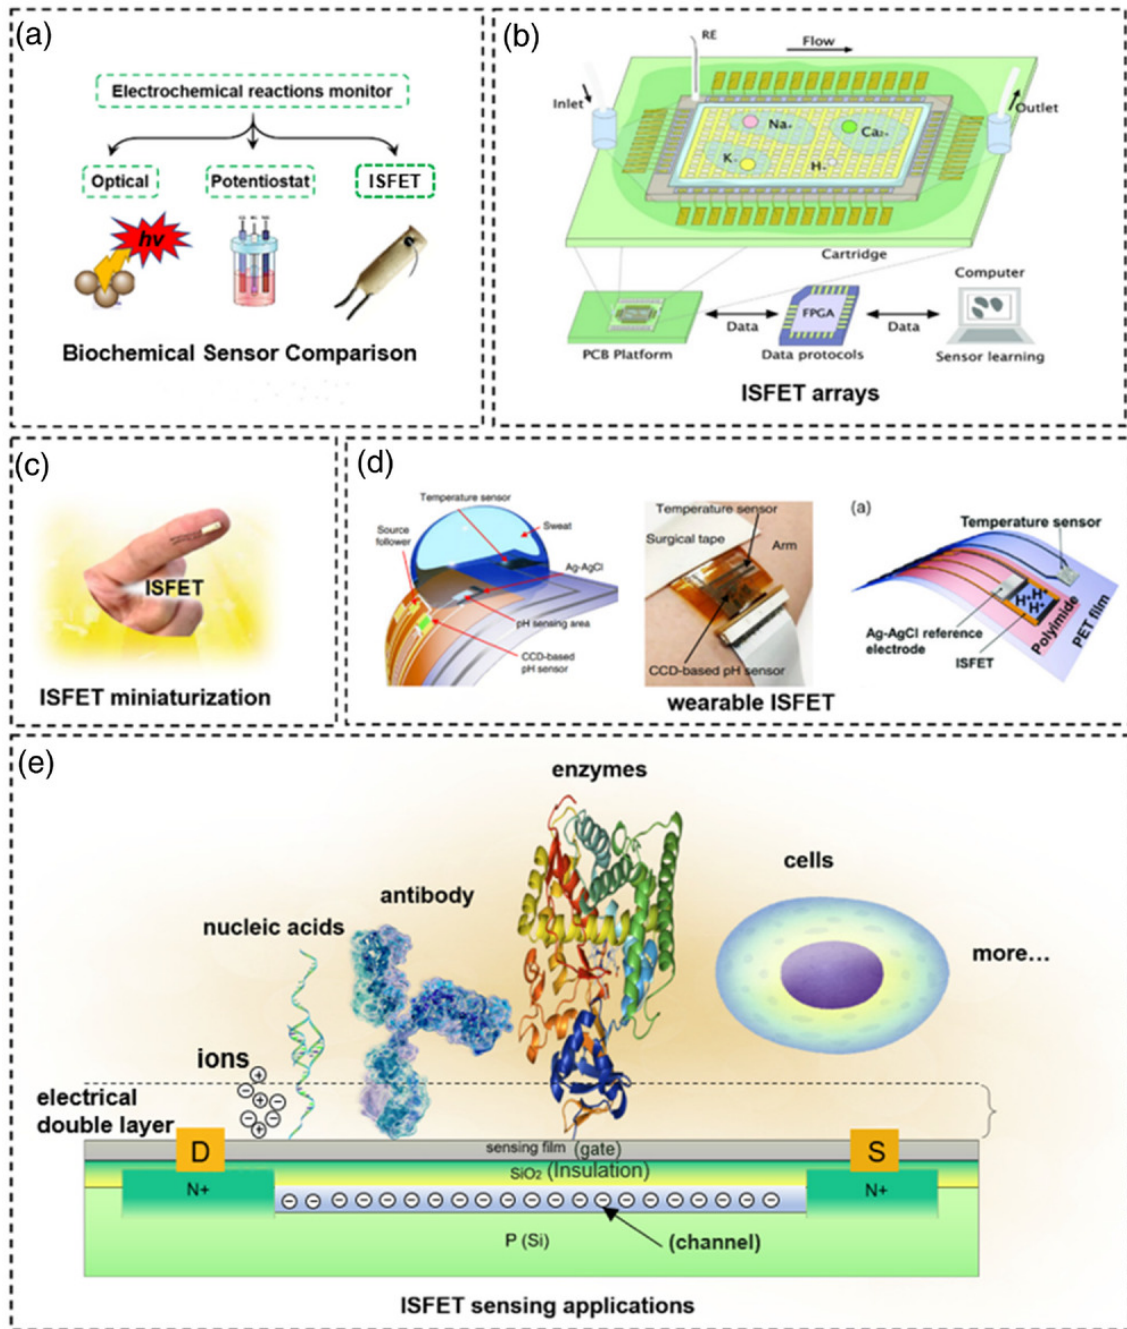 (a)
Electrochemical reactions monitor
Optical
Potentiostat
ISFET
hv
Biochemical Sensor Comparison
(b)
RE
Flow
Inlet
Outlet
Na+
Ca2+
K+
H+
Cartridge
Computer
FPGA
Data
Data
PCB Platform
Data protocols
Sensor learning
ISFET arrays
(c)
ISFET
ISFET miniaturization
(d)
Temperature sensor
Source
follower
Sweat
Ag-AgCl
pH sensing area
CCD-based
pH sensor
Temperature sensor
Surgical tape
Arm
CCD-based pH sensor
(a)
Temperature sensor
H+
H+
H+
H+
Polyimide
PET film
Ag-AgCl reference
electrode
ISFET
wearable ISFET
(e)
enzymes
cells
antibody
nucleic acids
more...
ions
electrical
double layer
D
S
sensing film (gate)
SiO₂ (Insulation)
N+
N+
P (Si)
(channel)
ISFET sensing applications